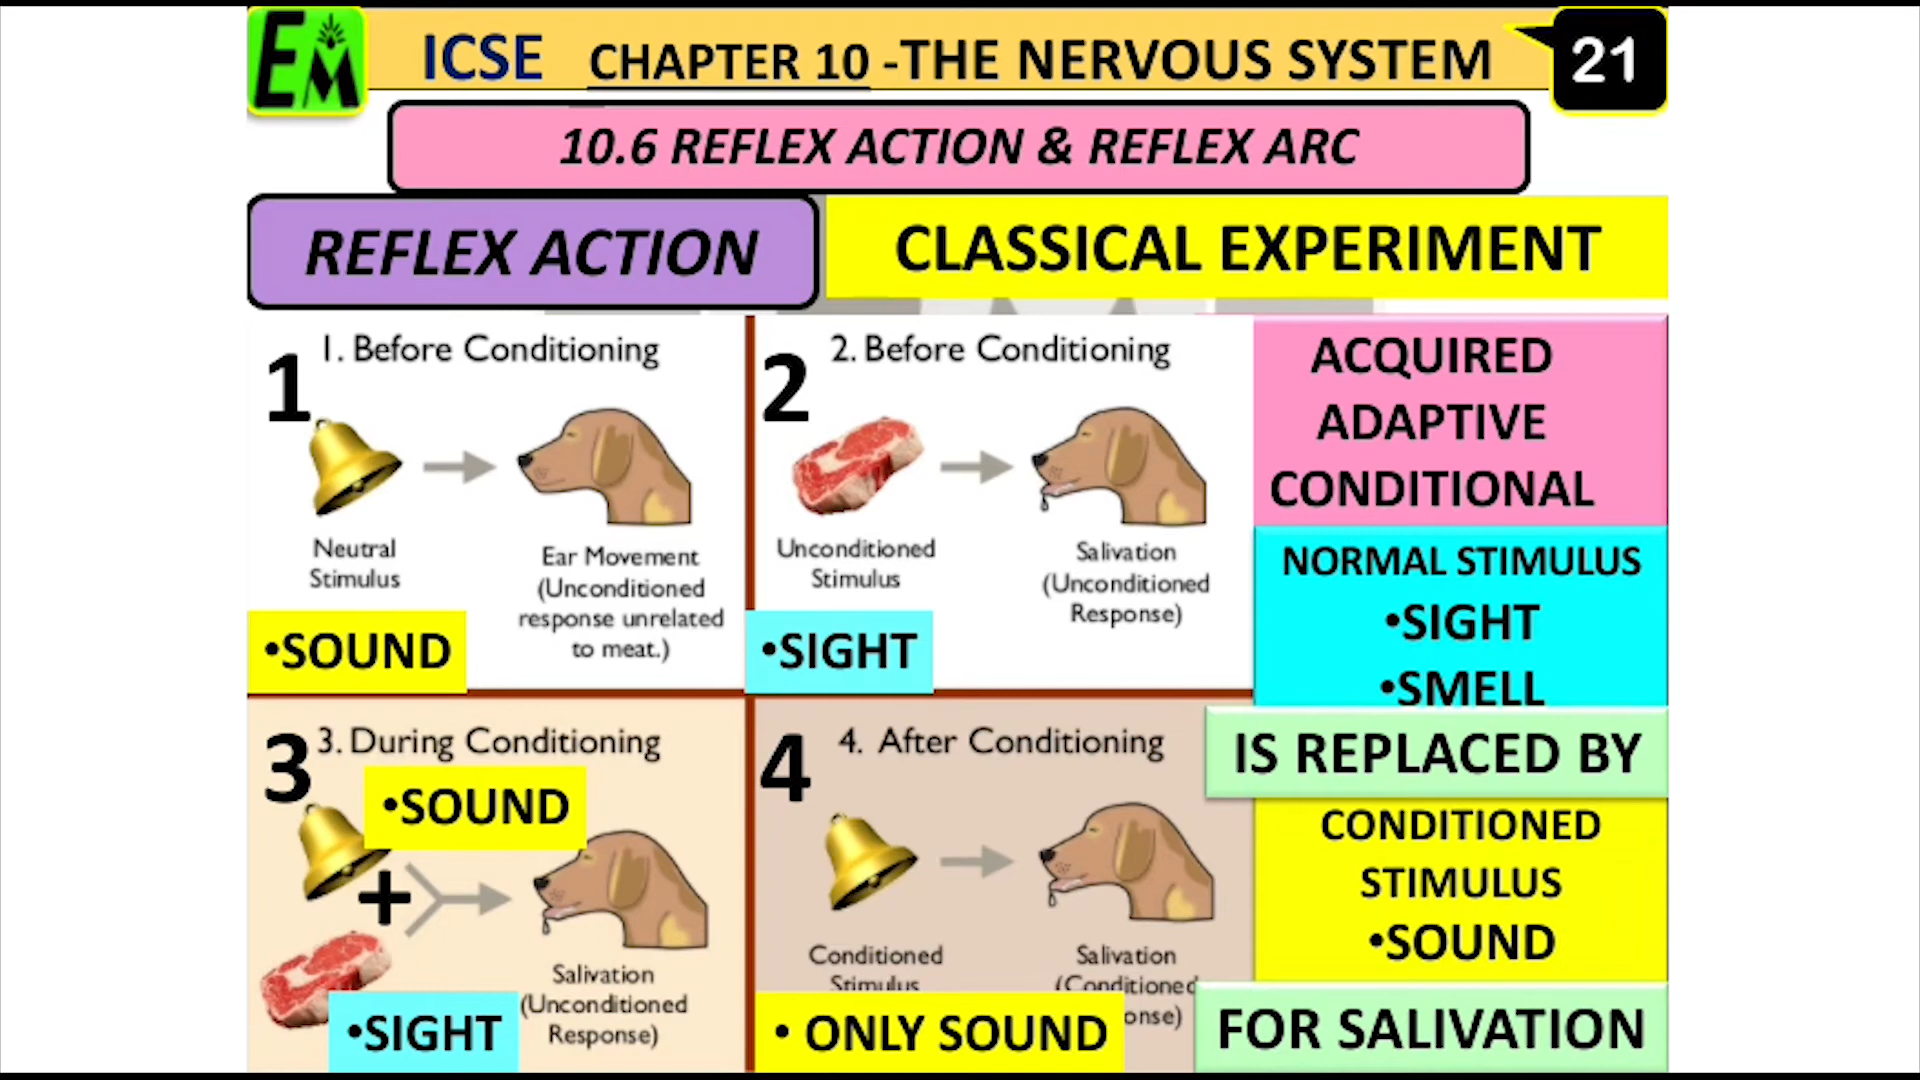 EM
ICSE CHAPTER 10 -THE NERVOUS SYSTEM
21
10.6 REFLEX ACTION & REFLEX ARC
REFLEX ACTION
CLASSICAL EXPERIMENT
1
1. Before Conditioning
Neutral
Stimulus
Ear Movement
(Unconditioned
response unrelated
to meat.)
•SOUND
2
2. Before Conditioning
Unconditioned
Stimulus
Salivation
(Unconditioned
Response)
•SIGHT
ACQUIRED
ADAPTIVE
CONDITIONAL
NORMAL STIMULUS
•SIGHT
•SMELL
IS REPLACED BY
CONDITIONED
STIMULUS
•SOUND
FOR SALIVATION
3
3. During Conditioning
•SOUND
+
•SIGHT
Salivation
(Unconditioned
Response)
4
4. After Conditioning
Conditioned
Stimulus
Salivation
(Conditioned
onse)
• ONLY SOUND